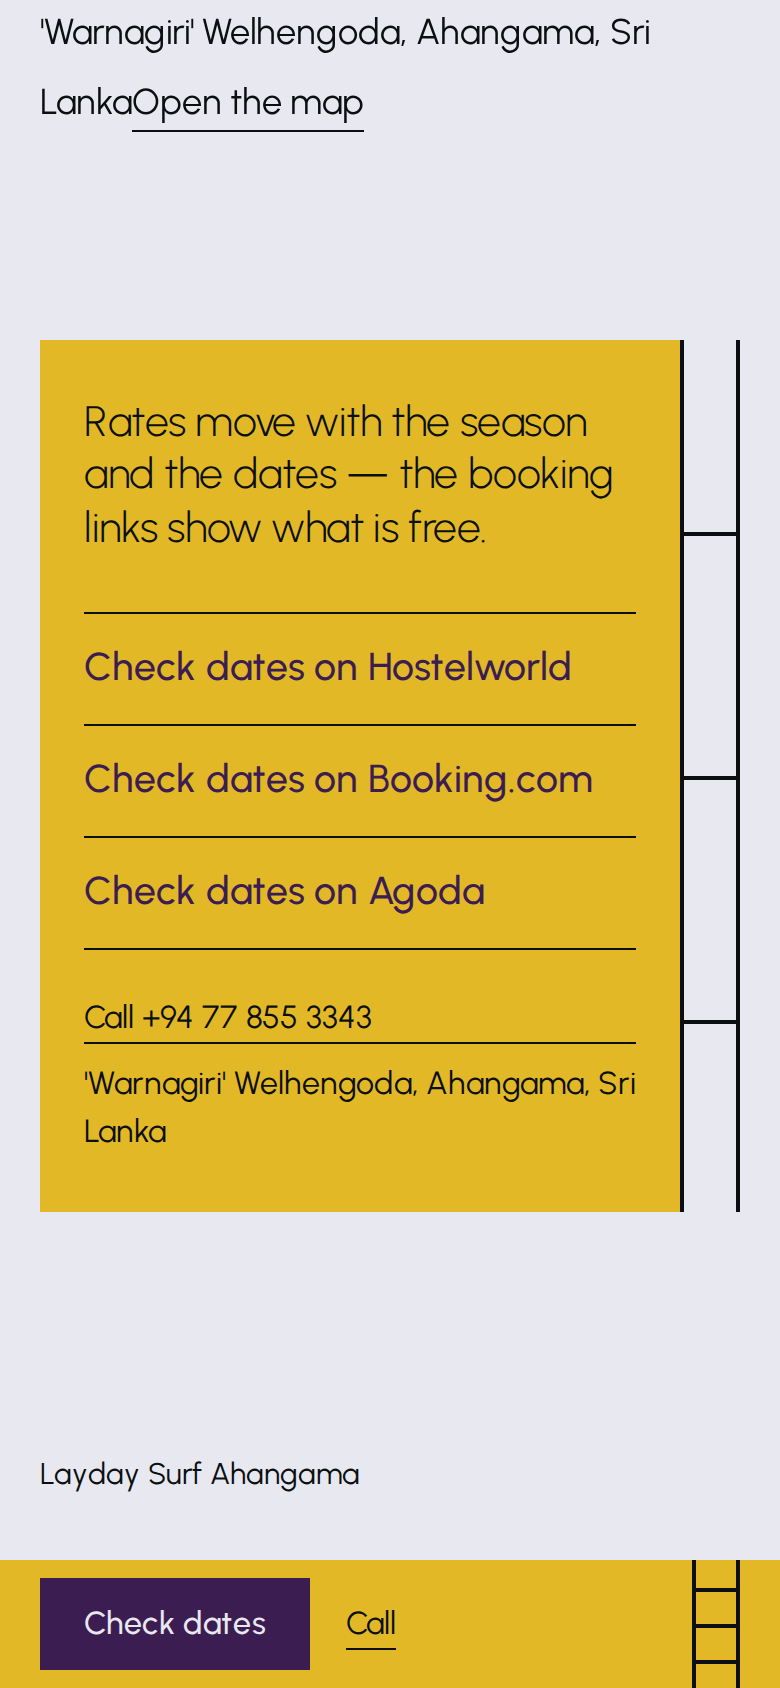 'Warnagiri' Welhengoda, Ahangama, Sri
LankaOpen the map
Rates move with the season
and the dates — the booking
links show what is free.
Check dates on Hostelworld
Check dates on Booking.com
Check dates on Agoda
Call +94 77 855 3343
'Warnagiri' Welhengoda, Ahangama, Sri
Lanka
Layday Surf Ahangama
Check dates
Call